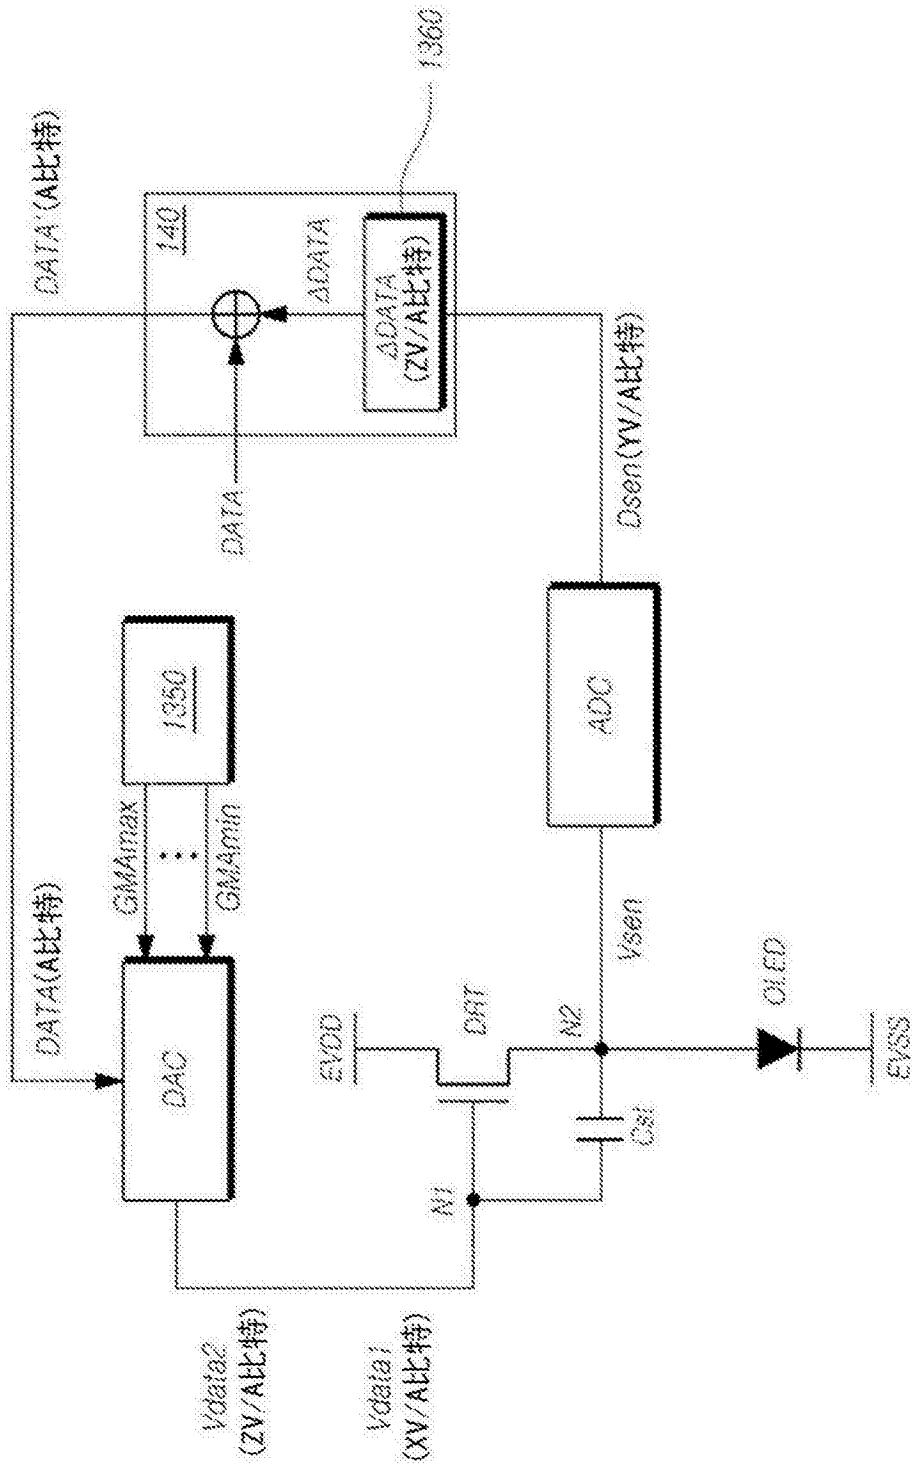 DATA(A比特)
DATA'(A比特)
DAC
GMAmax
GMAmin
1350
140
DATA
ΔDATA
ΔDATA
(ZV/A比特)
1360
Vdata2
(ZV/A比特)
Vdata1
(XV/A比特)
N1
EVDD
DRT
N2
Cst
Vsen
ADC
Dsen(YV/A比特)
OLED
EVSS